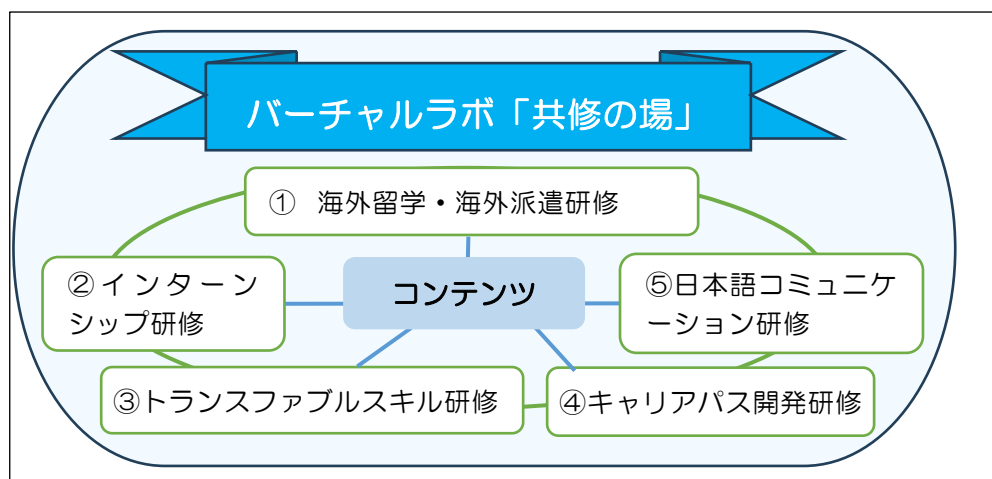 バーチャルラボ「共修の場」
① 海外留学・海外派遣研修
②インターン
シップ研修
コンテンツ
⑤日本語コミュニケ
ーション研修
③トランスファブルスキル研修
④キャリアパス開発研修